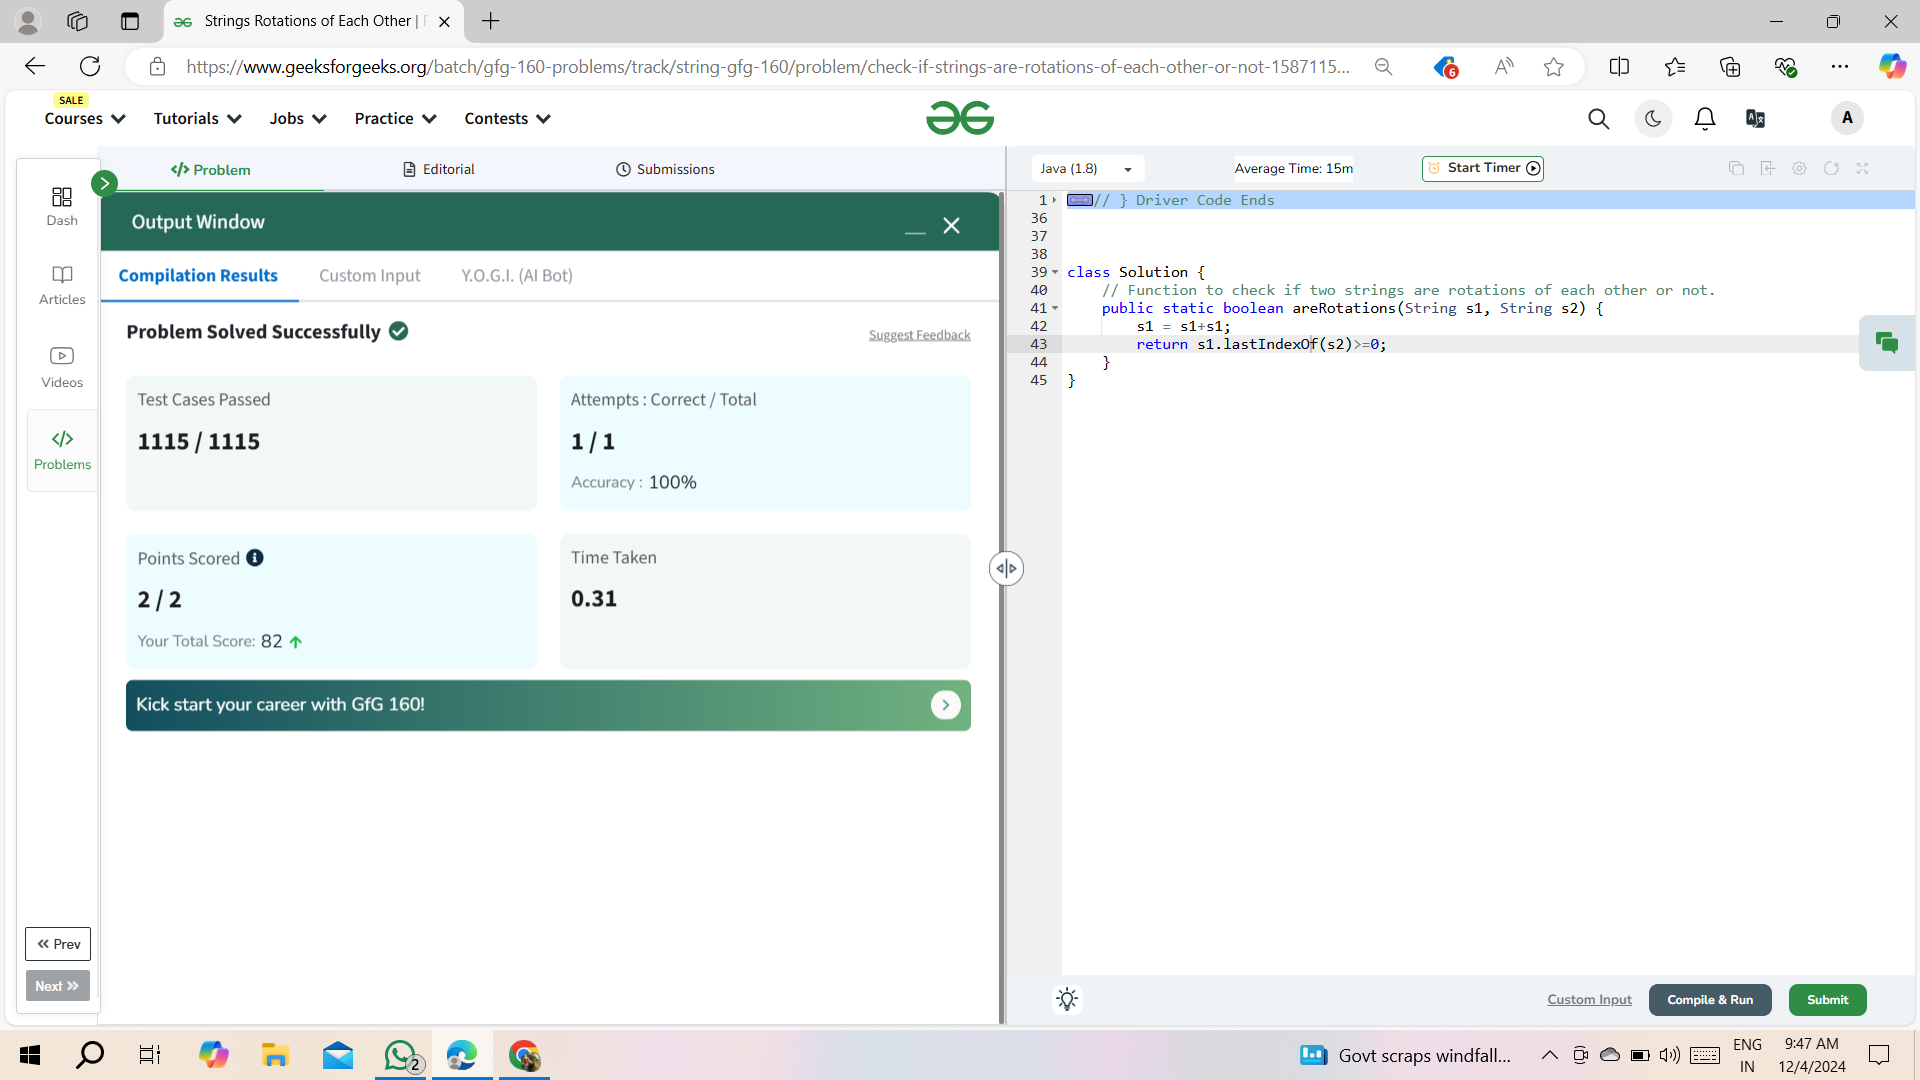 Strings Rotations of Each Other |
https://www.geeksforgeeks.org/batch/gfg-160-problems/track/string-gfg-160/problem/check-if-strings-are-rotations-of-each-other-or-not-1587115...
6
SALE
Courses
Tutorials
Jobs
Practice
Contests
A
Dash
Articles
Videos
Problems
Prev
Next
Problem
Editorial
Submissions
Output Window
Compilation Results
Custom Input
Y.O.G.I. (AI Bot)
Problem Solved Successfully
Suggest Feedback
Test Cases Passed
1115 / 1115
Attempts : Correct / Total
1 / 1
Accuracy : 100%
Points Scored
2 / 2
Your Total Score: 82
Time Taken
0.31
Kick start your career with GfG 160!
Java (1.8)
Average Time: 15m
Start Timer
1 // } Driver Code Ends
36
37
38
39 class Solution {
40 // Function to check if two strings are rotations of each other or not.
41 public static boolean areRotations(String s1, String s2) {
42 s1 = s1+s1;
43 return s1.lastIndexOf(s2)>=0;
44 }
45 }
Custom Input
Compile & Run
Submit
2
Govt scraps windfall...
ENG
IN
9:47 AM
12/4/2024